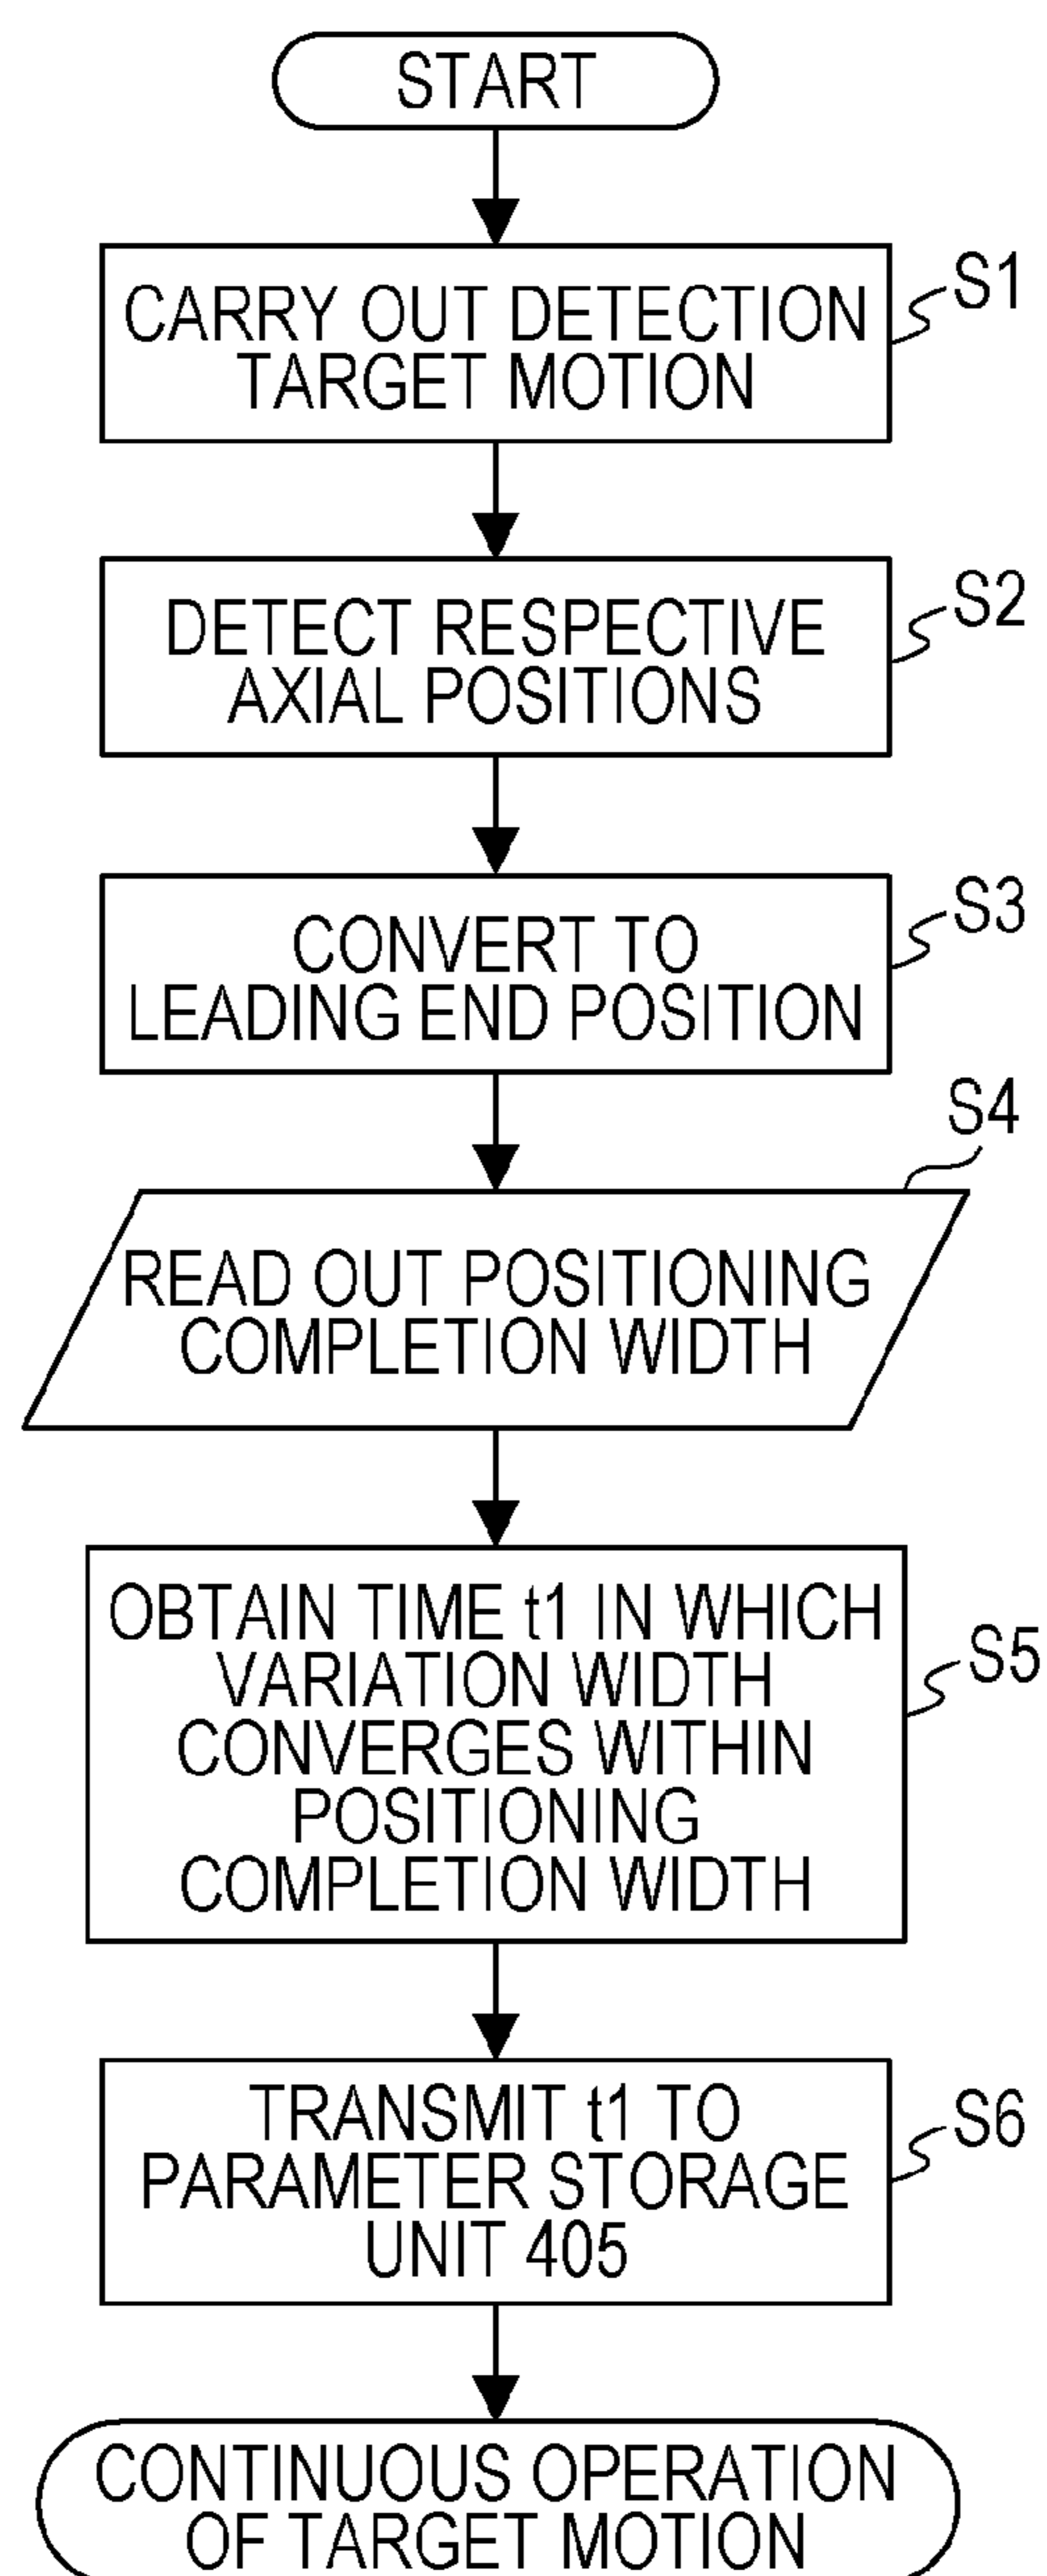 START
CARRY OUT DETECTION
TARGET MOTION
S1
DETECT RESPECTIVE
AXIAL POSITIONS
S2
CONVERT TO
LEADING END POSITION
S3
S4
READ OUT POSITIONING
COMPLETION WIDTH
OBTAIN TIME t1 IN WHICH
VARIATION WIDTH
CONVERGES WITHIN
POSITIONING
COMPLETION WIDTH
S5
TRANSMIT t1 TO
PARAMETER STORAGE
UNIT 405
S6
CONTINUOUS OPERATION
OF TARGET MOTION